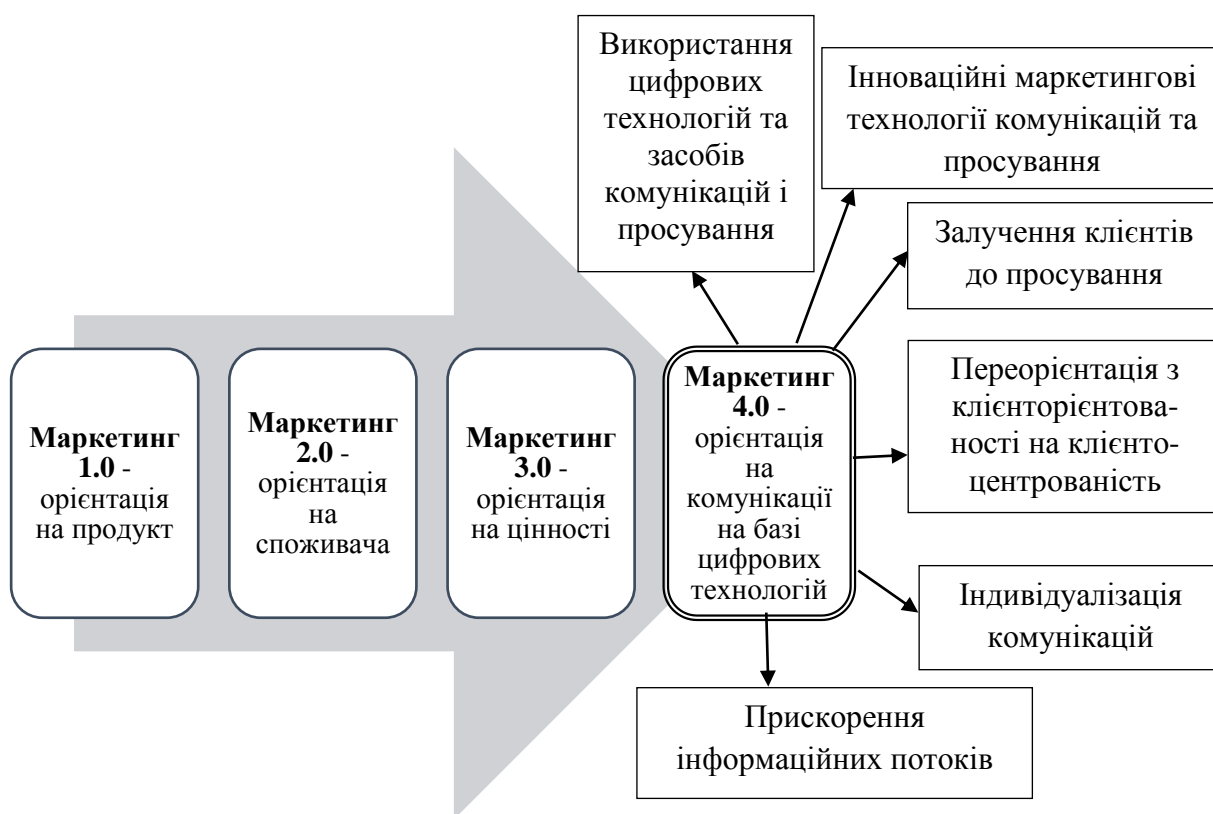 Використання
цифрових
технологій та
засобів
комунікацій і
просування
Інноваційні маркетингові
технології комунікацій та
просування
Залучення клієнтів
до просування
Маркетинг
1.0 -
орієнтація
на продукт
Маркетинг
2.0 -
орієнтація
на
споживача
Маркетинг
3.0 -
орієнтація
на цінності
Маркетинг
4.0 -
орієнтація
на
комунікації
на базі
цифрових
технологій
Переорієнтація з
клієнторієнтова-
ності на клієнто-
центрованість
Індивідуалізація
комунікацій
Прискорення
інформаційних потоків